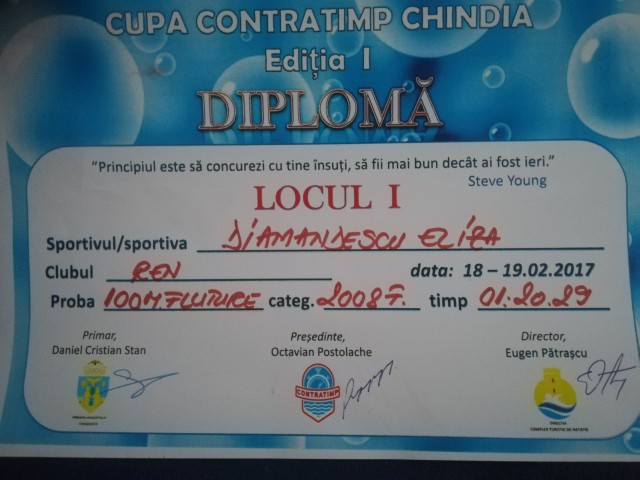 CUPA CONTRATIMP CHINDIA
Ediția I
DIPLOMĂ
“Principiul este să concurezi cu tine însuți, să fii mai bun decât ai fost ieri.”
Steve Young
LOCUL I
Sportivul/sportiva DIAMANDESCU ELIZA
Clubul REN data: 18 – 19.02.2017
Proba 100M.FLUTURE categ. 2008 F. timp 01.20.29
Primar, Președinte, Director,
Daniel Cristian Stan Octavian Postolache Eugen Pătrașcu
CONTRATIMP